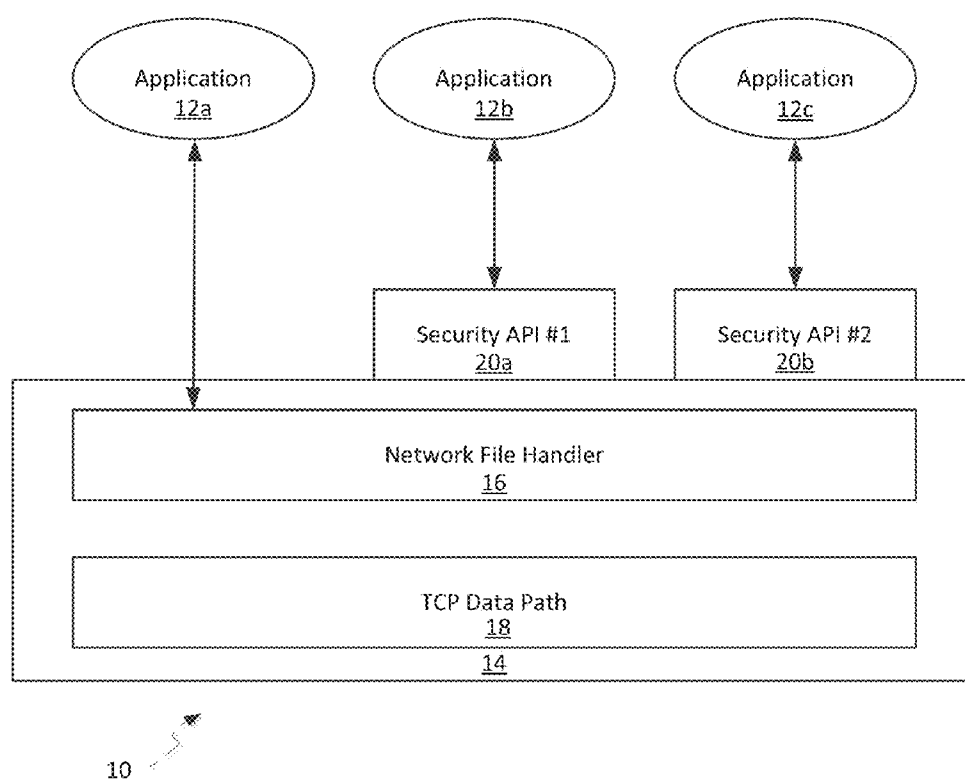 Application
12a
Application
12b
Application
12c
Security API #1
20a
Security API #2
20b
Network File Handler
16
TCP Data Path
18
14
10